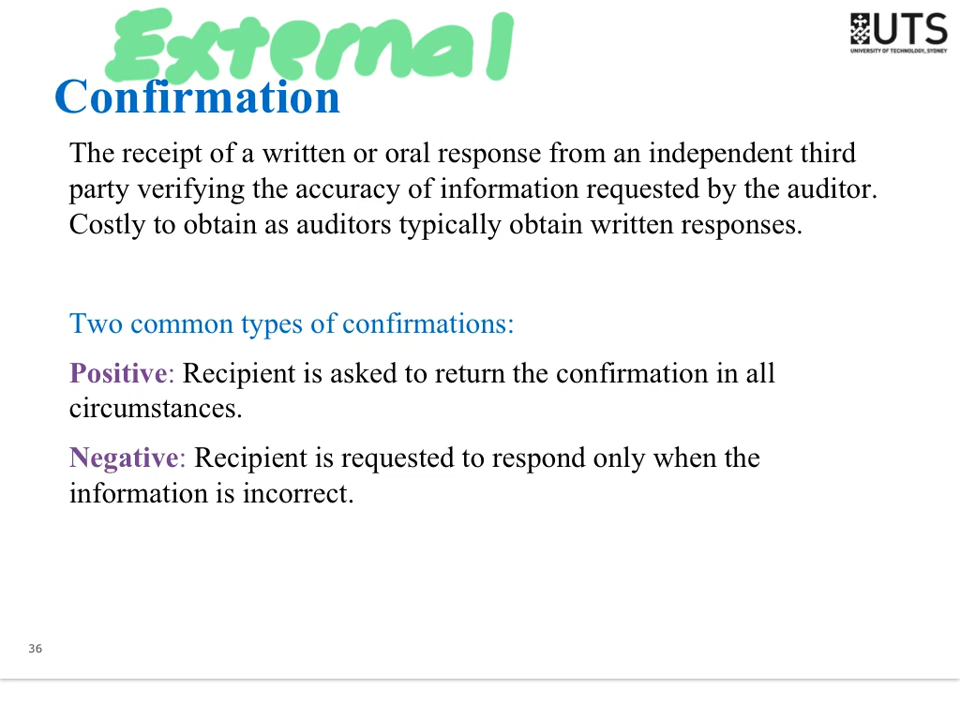 External
UTS
UNIVERSITY OF TECHNOLOGY, SYDNEY
Confirmation
The receipt of a written or oral response from an independent third
party verifying the accuracy of information requested by the auditor.
Costly to obtain as auditors typically obtain written responses.
Two common types of confirmations:
Positive: Recipient is asked to return the confirmation in all
circumstances.
Negative: Recipient is requested to respond only when the
information is incorrect.
36